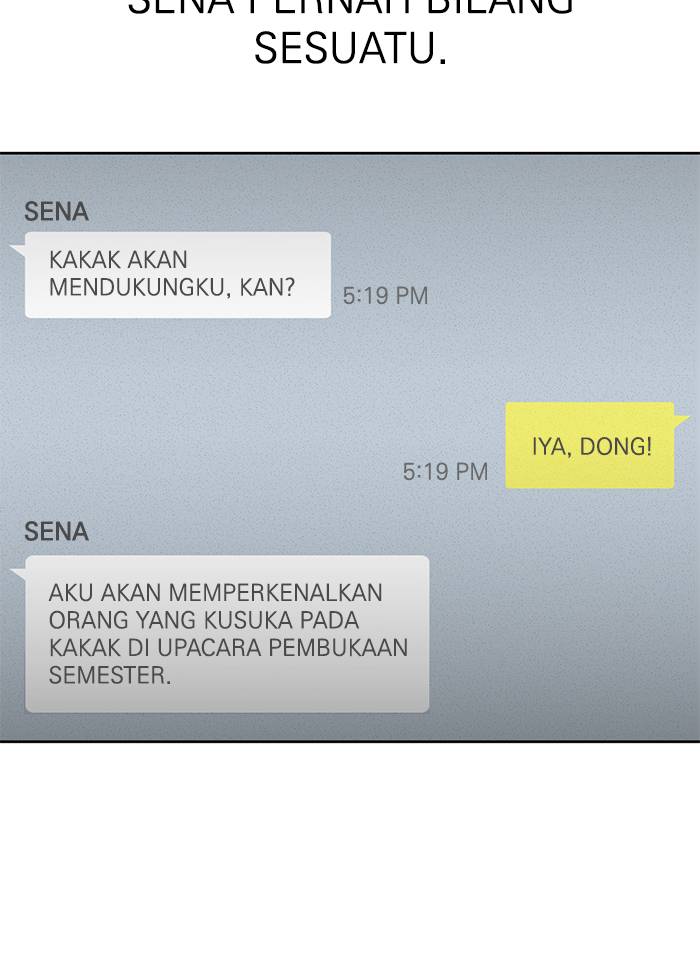 SENA PERNAH BILANG
SESUATU.
SENA
KAKAK AKAN
MENDUKUNGKU, KAN?
5:19 PM
IYA, DONG!
5:19 PM
SENA
AKU AKAN MEMPERKENALKAN
ORANG YANG KUSUKA PADA
KAKAK DI UPACARA PEMBUKAAN
SEMESTER.